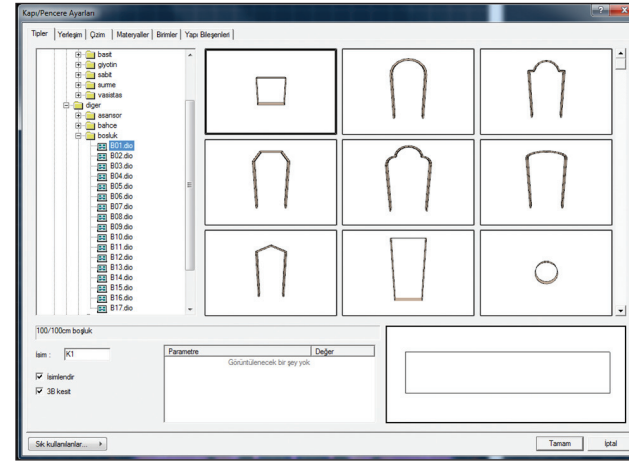 Kapı/Pencere Ayarları
Tipler Yerleşim Çizim Materyaller Birimler Yapı Bileşenleri
basit
giyotin
sabit
surme
vasistas
diger
asansor
bahce
bosluk
B01.dio
B02.dio
B03.dio
B04.dio
B05.dio
B06.dio
B07.dio
B08.dio
B09.dio
B10.dio
B11.dio
B12.dio
B13.dio
B14.dio
B15.dio
B16.dio
B17.dio
100/100cm boşluk
İsim : K1
İsimlendir
3B kesit
Parametre Değer
Görüntülenecek bir şey yok
Sık kullanılanlar...
Tamam İptal